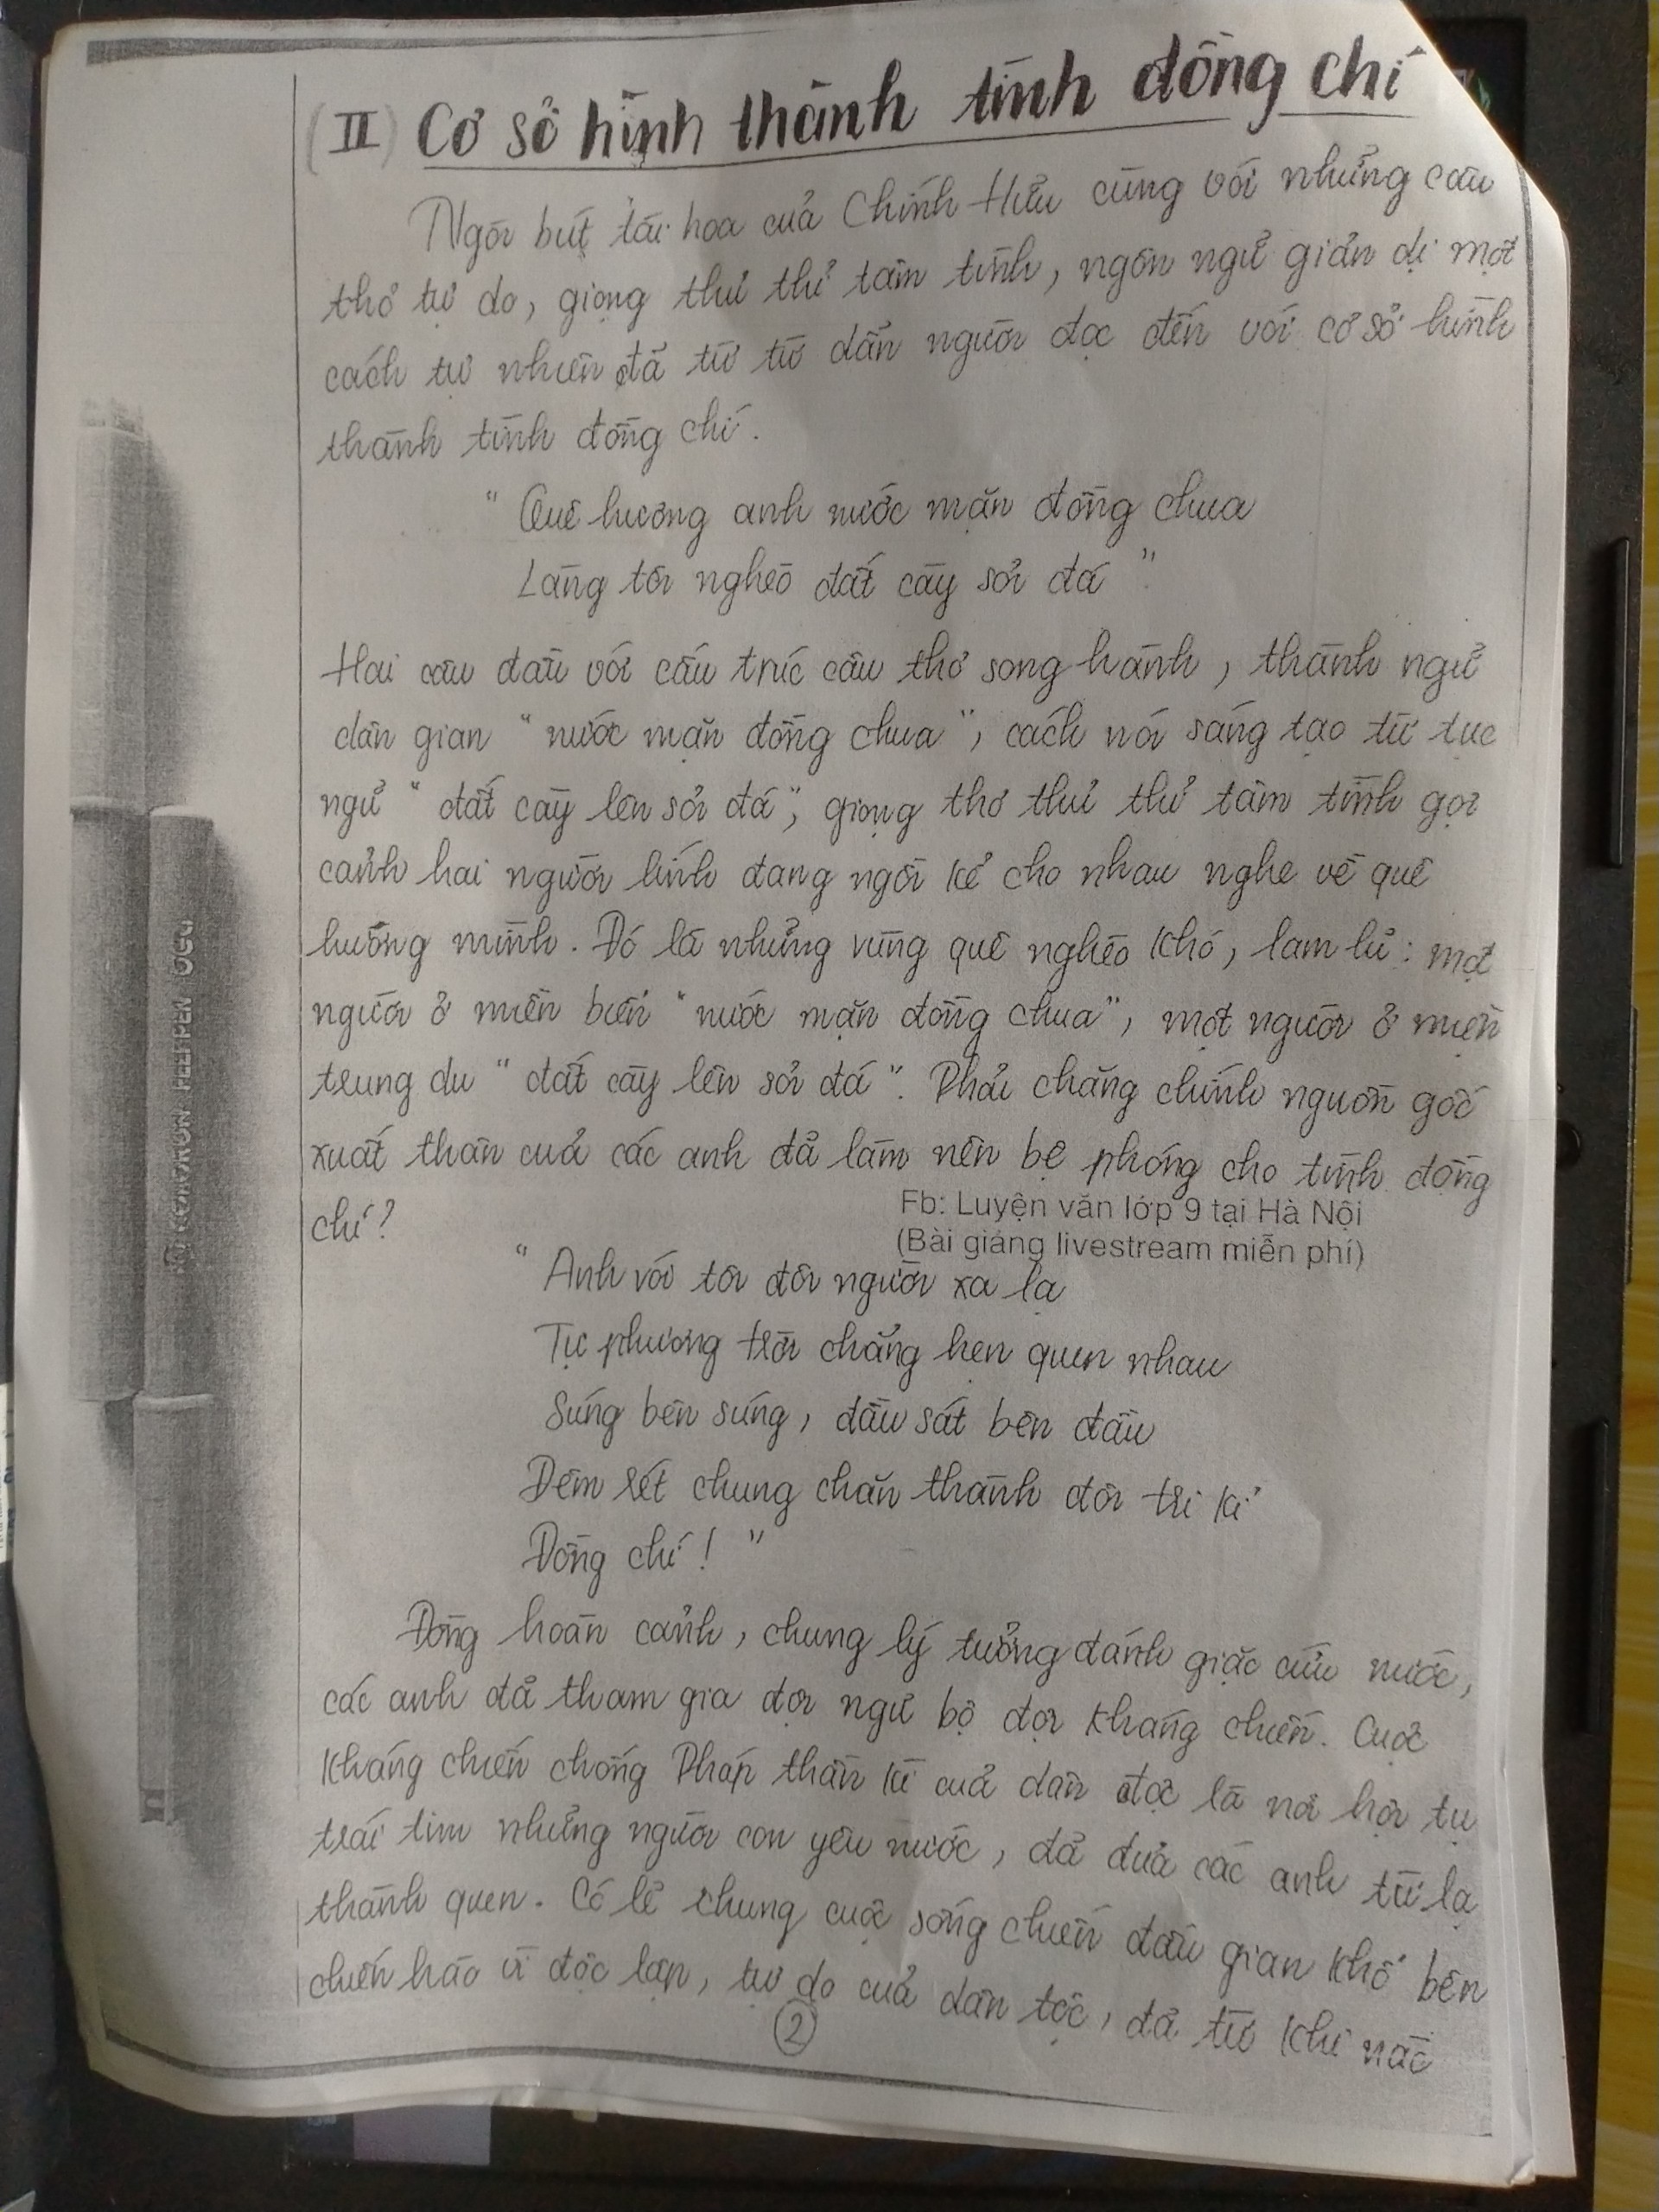 (II) Cơ sở hình thành tình đồng chí
Ngòi bút tài hoa của Chính Hữu cùng với những câu
thơ tự do, giọng thủ thỉ tâm tình, ngôn ngữ giản dị một
cách tự nhiên đã từ từ dẫn người đọc đến với cơ sở hình
thành tình đồng chí.
" Quê hương anh nước mặn đồng chua
Làng tôi nghèo đất cày sỏi đá "
Hai câu đầu với cấu trúc câu thơ song hành, thành ngữ
dân gian " nước mặn đồng chua ", cách nói sáng tạo từ tục
ngữ " đất cày lên sỏi đá ", giọng thơ thủ thỉ tâm tình gợi
cảnh hai người lính đang ngồi kể cho nhau nghe về quê
hương mình. Đó là những vùng quê nghèo khó, lam lũ: một
người ở miền biển " nước mặn đồng chua ", một người ở miền
trung du " đất cày lên sỏi đá ". Phải chăng chính nguồn gốc
xuất thân của các anh đã làm nên bệ phóng cho tình đồng
chí?
Fb: Luyện văn lớp 9 tại Hà Nội
(Bài giảng livestream miễn phí)
" Anh với tôi đôi người xa lạ
Tự phương trời chẳng hẹn quen nhau
Súng bên súng, đầu sát bên đầu
Đêm rét chung chăn thành đôi tri kỉ
Đồng chí! "
Đồng hoàn cảnh, chung lý tưởng đánh giặc cứu nước,
các anh đã tham gia đội ngũ bộ đội kháng chiến. Cuộc
kháng chiến chống Pháp thần kì của dân tộc là nơi hội tụ
trái tim những người con yêu nước, đã đưa các anh từ lạ
thành quen. Có lẽ chung cuộc sống chiến đấu gian khổ bên
chiến hào vì độc lập, tự do của dân tộc, đã từ khi nào
2
KEDACOM